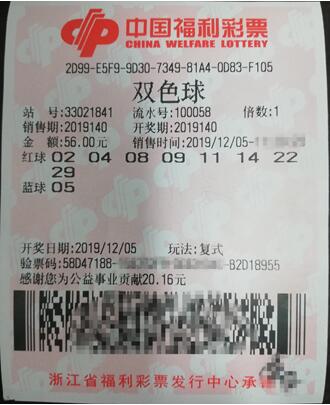 中国福利彩票
CHINA WELFARE LOTTERY
2D99-E5F9-9D30-7349-81A4-0D83-F105
双色球
站 号:33021841 流水号:100058 倍数:1
销售期:2019140 开奖期:2019140
金 额:56.00元 销售时间:2019/12/05-
红球 02 04 08 09 11 14 22
29
蓝球 05
开奖日期:2019/12/05 玩法:复式
验票码:58D47188- -B2D18955
感谢您为公益事业贡献20.16元
浙江省福利彩票发行中心承